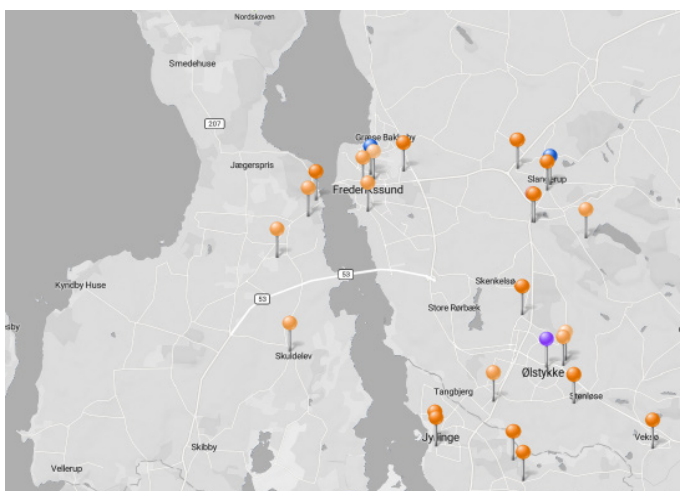 Nordskoven
Smedehuse
207
Græse Bakkeby
Jægerspris
Slangerup
Frederikssund
53
Skenkelsø
Kyndby Huse
53
Store Rørbæk
Skuldelev
Ølstykke
Tangbjerg
Stenløse
Jyllinge
Veksø
Skibby
Vellerup